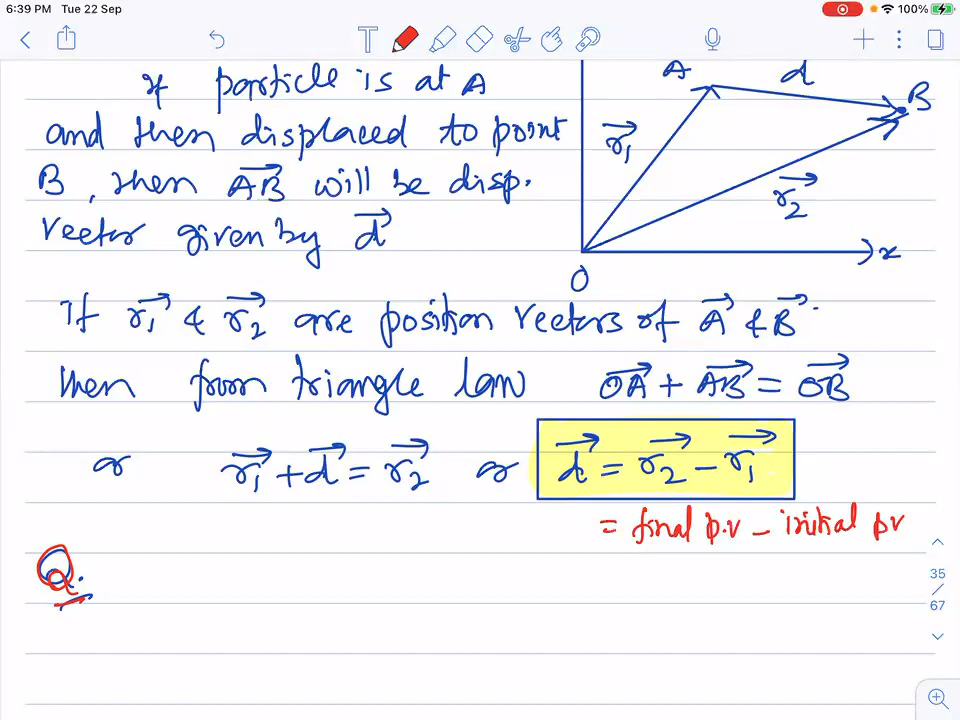 6:39 PM Tue 22 Sep 100%
T
If particle is at A
and then displaced to point
B, then AB⃗ will be disp.
vector given by d⃗
A d B
r₁⃗
r₂⃗
x
O
If r₁⃗ & r₂⃗ are position vectors of A⃗ & B⃗.
then from triangle law OA⃗ + AB⃗ = OB⃗
or r₁⃗ + d⃗ = r₂⃗ or d⃗ = r₂⃗ − r₁⃗
= final p.v − initial pv
Q.
35
/
67